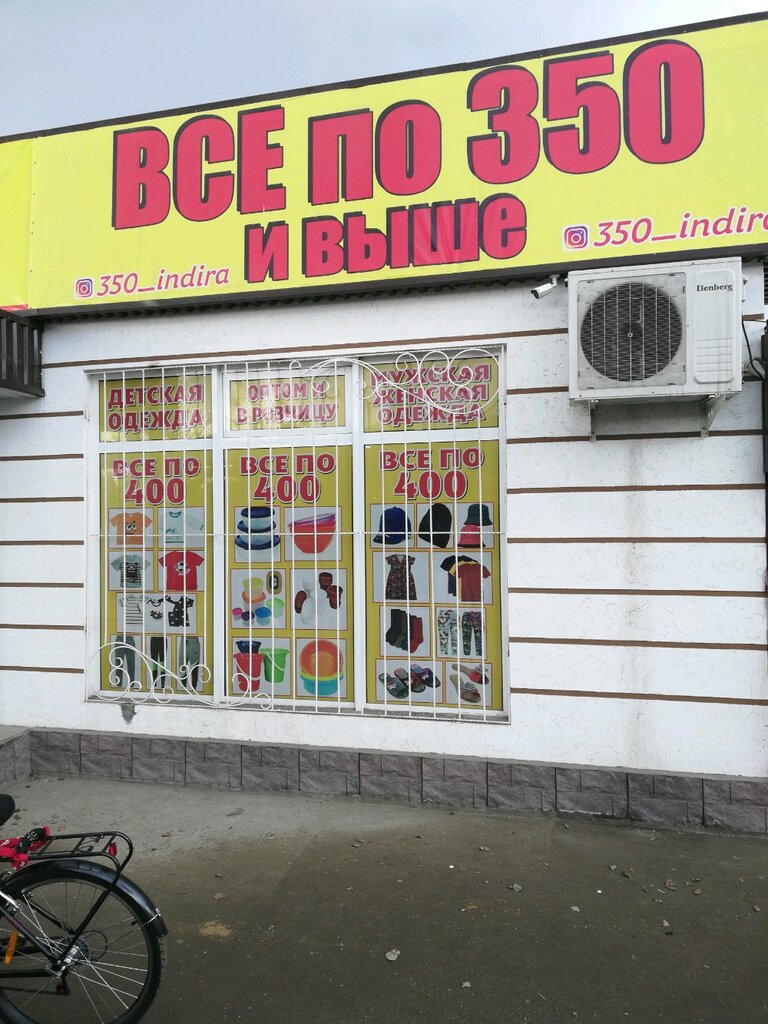 ВСЕ ПО 350
И ВЫШЕ
350_indira
350_indira
Elenberg
ДЕТСКАЯ
ОДЕЖДА
ОПТОМ И
В РОЗНИЦУ
МУЖСКАЯ
ЖЕНСКАЯ
ОДЕЖДА
ВСЕ ПО
400
ВСЕ ПО
400
ВСЕ ПО
400